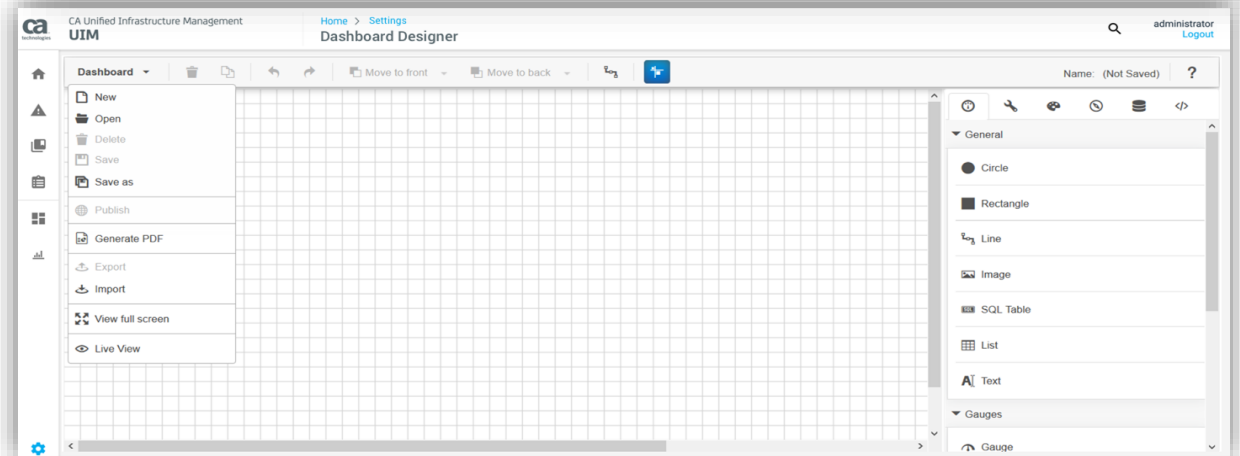 ca
technologies
CA Unified Infrastructure Management
UIM
Home > Settings
Dashboard Designer
administrator
Logout
Dashboard
Move to front
Move to back
Name: (Not Saved)
?
New
Open
Delete
Save
Save as
Publish
Generate PDF
Export
Import
View full screen
Live View
General
Circle
Rectangle
Line
Image
SQL Table
List
Text
Gauges
Gauge